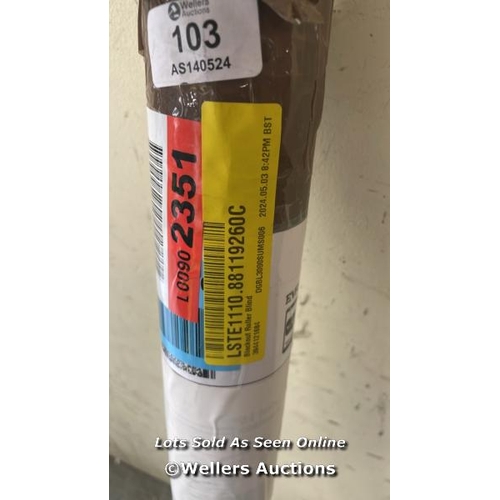 Wellers
Auctions
103
AS140524
L0090 2351
LSTE1110.88119260C
Blackout Roller Blind
2024.05.03 8:42PM BST
Lots Sold As Seen Online
©Wellers Auctions